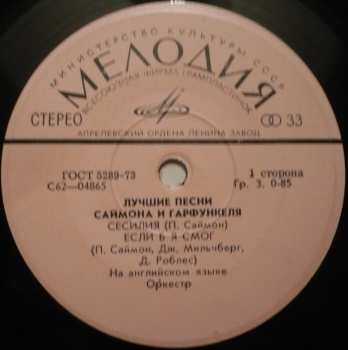 МИНИСТЕРСТВО КУЛЬТУРЫ СССР
МЕЛОДИЯ
ВСЕСОЮЗНАЯ ФИРМА ГРАМПЛАСТИНОК
СТЕРЕО
33
АПРЕЛЕВСКИЙ ОРДЕНА ЛЕНИНА ЗАВОД
ГОСТ 5289-73
1 сторона
С62—04865
Гр. 3. 0-85
ЛУЧШИЕ ПЕСНИ
САЙМОНА И ГАРФУНКЕЛЯ
СЕСИЛИЯ (П. Саймон)
ЕСЛИ Б Я СМОГ
(П. Саймон, Дж. Мильчберг,
Д. Роблес)
На английском языке
Оркестр